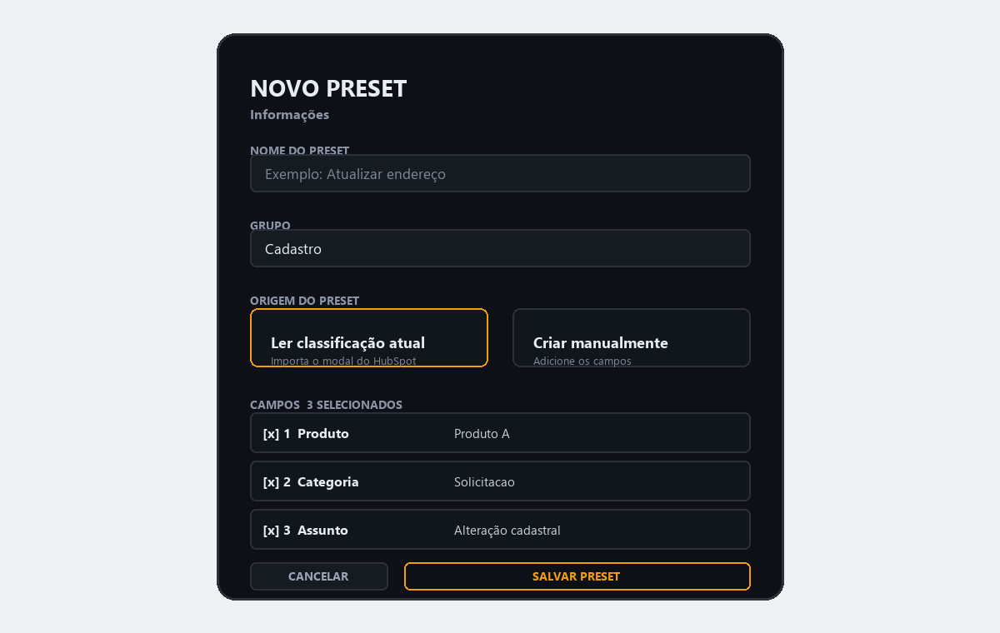 NOVO PRESET
Informações
NOME DO PRESET
Exemplo: Atualizar endereço
GRUPO
Cadastro
ORIGEM DO PRESET
Ler classificação atual
Importa o modal do HubSpot
Criar manualmente
Adicione os campos
CAMPOS  3 SELECIONADOS
[x] 1  Produto Produto A
[x] 2  Categoria Solicitacao
[x] 3  Assunto Alteração cadastral
CANCELAR SALVAR PRESET